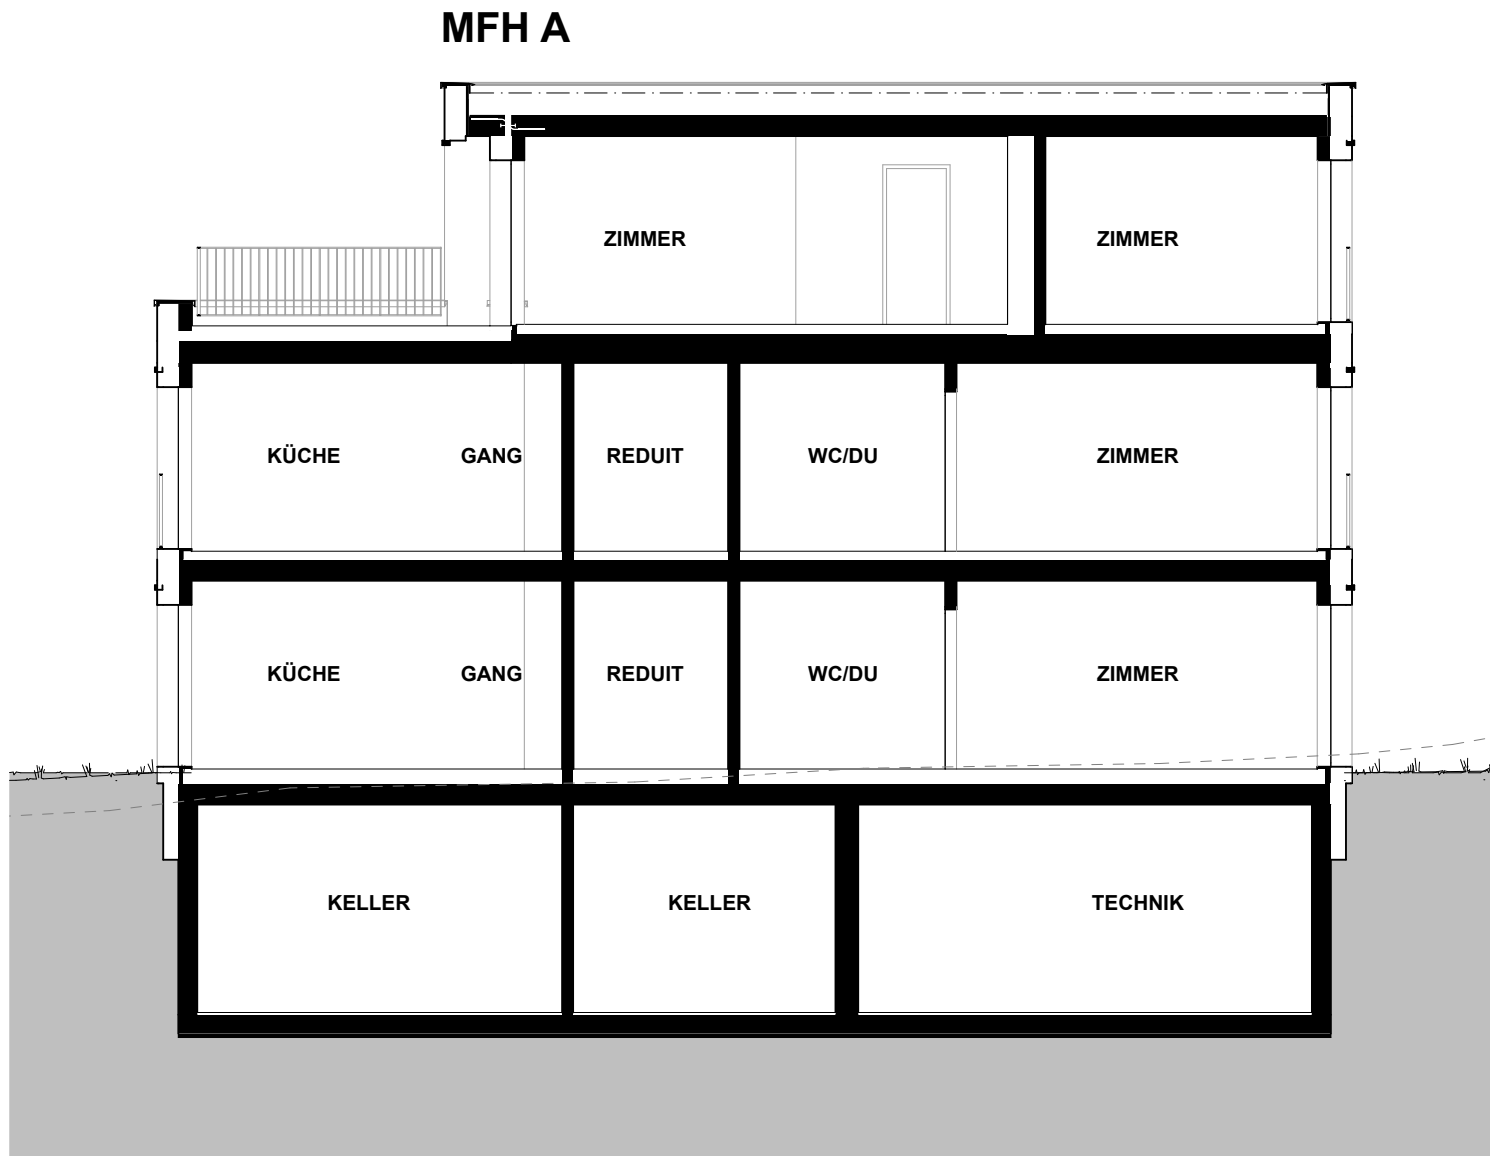 MFH A
ZIMMER ZIMMER
KÜCHE GANG REDUIT WC/DU ZIMMER
KÜCHE GANG REDUIT WC/DU ZIMMER
KELLER KELLER TECHNIK